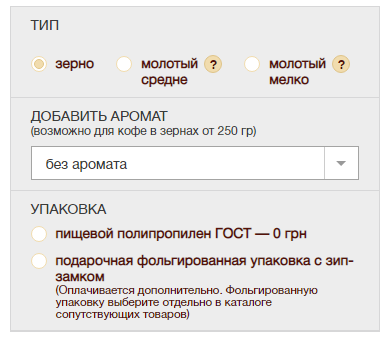 ТИП
зерно
молотый ?
средне
молотый ?
мелко
ДОБАВИТЬ АРОМАТ
(возможно для кофе в зернах от 250 гр)
без аромата
УПАКОВКА
пищевой полипропилен ГОСТ — 0 грн
подарочная фольгированная упаковка с зип-
замком
(Оплачивается дополнительно. Фольгированную
упаковку выберите отдельно в каталоге
сопутствующих товаров)